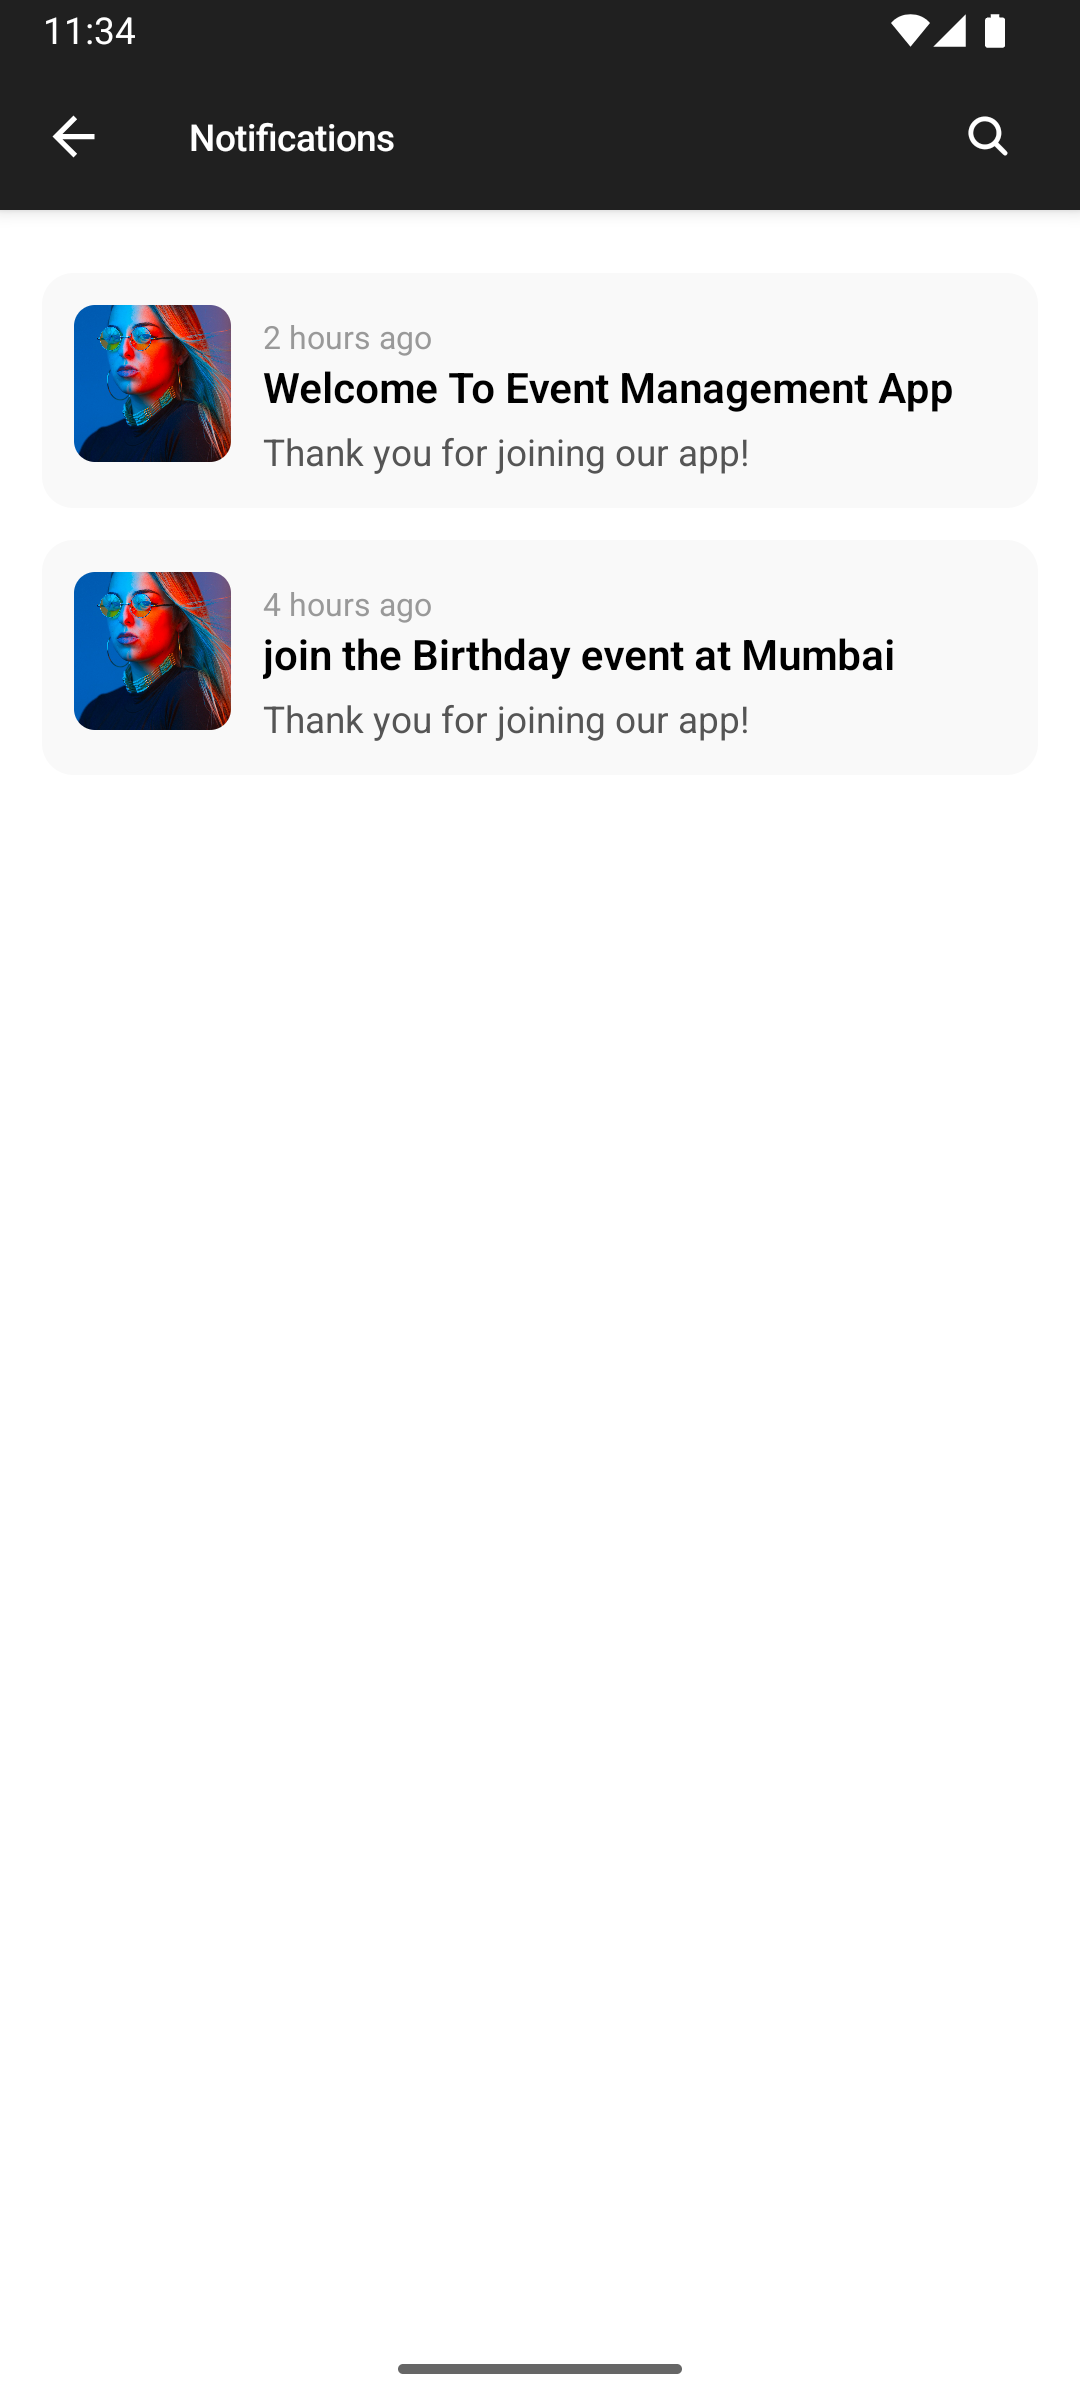 11:34
Notifications
2 hours ago
Welcome To Event Management App
Thank you for joining our app!
4 hours ago
join the Birthday event at Mumbai
Thank you for joining our app!